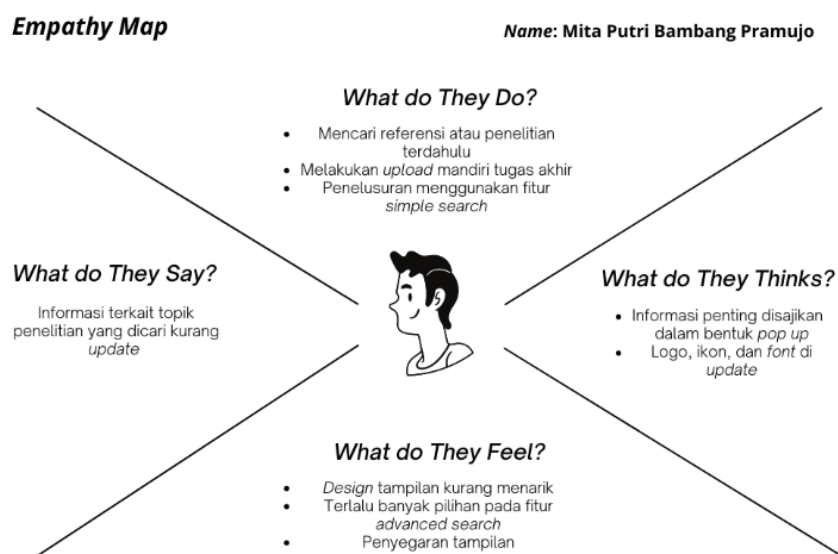 Empathy Map
Name: Mita Putri Bambang Pramujo
What do They Do?
• Mencari referensi atau penelitian
terdahulu
• Melakukan upload mandiri tugas akhir
• Penelusuran menggunakan fitur
simple search
What do They Say?
Informasi terkait topik
penelitian yang dicari kurang
update
What do They Thinks?
• Informasi penting disajikan
dalam bentuk pop up
• Logo, ikon, dan font di
update
What do They Feel?
• Design tampilan kurang menarik
• Terlalu banyak pilihan pada fitur
advanced search
• Penyegaran tampilan